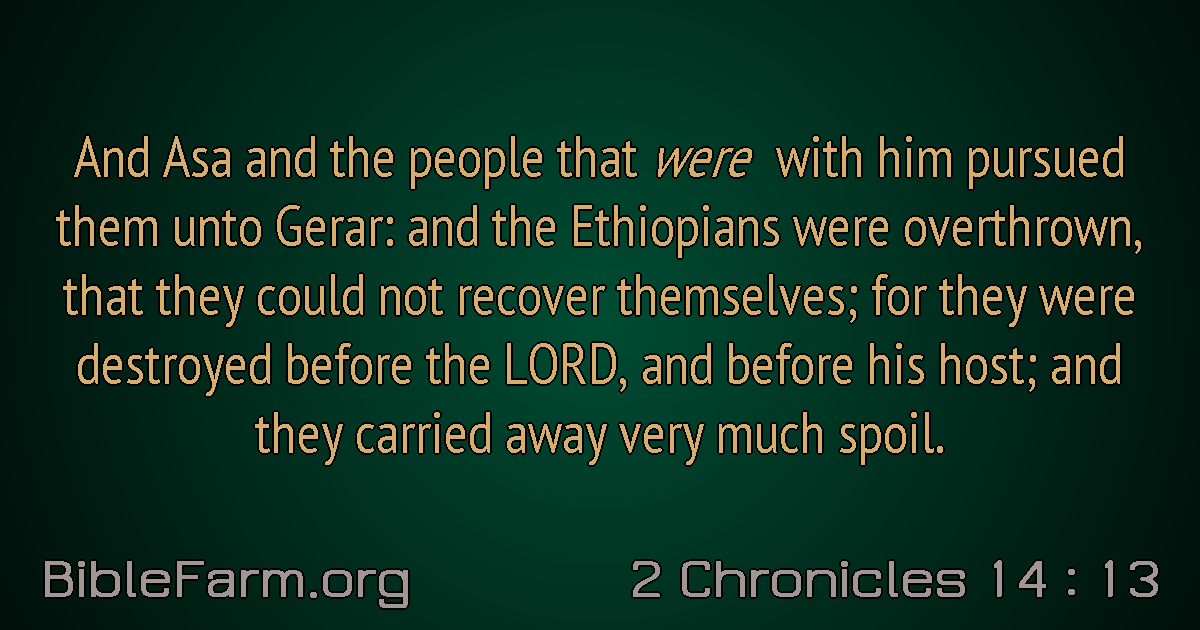 And Asa and the people that were with him pursued
them unto Gerar: and the Ethiopians were overthrown,
that they could not recover themselves; for they were
destroyed before the LORD, and before his host; and
they carried away very much spoil.
BibleFarm.org
2 Chronicles 14 : 13